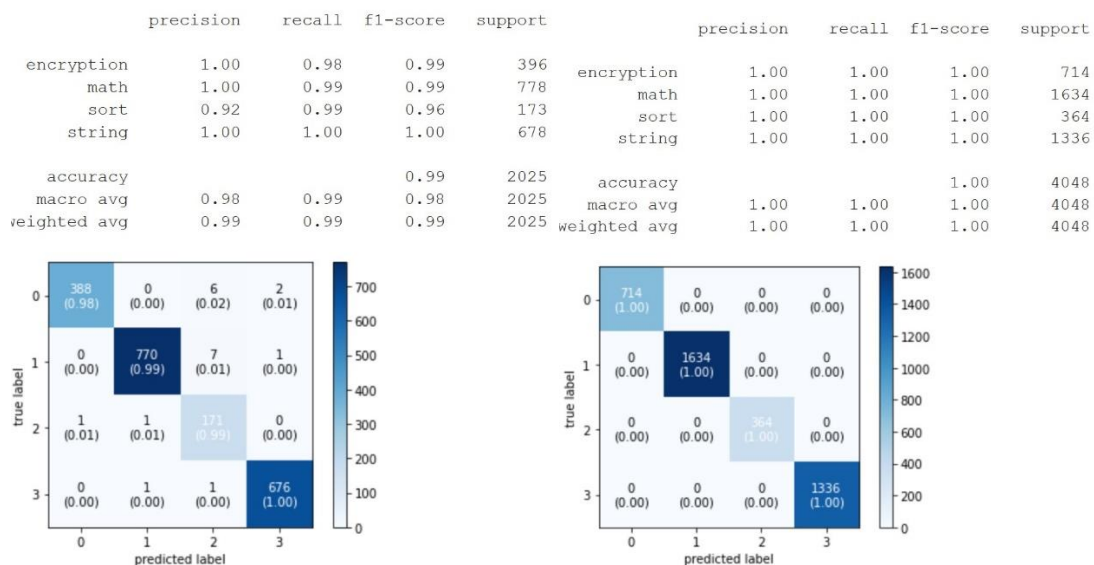 precision recall f1-score support
encryption 1.00 0.98 0.99 396
math 1.00 0.99 0.99 778
sort 0.92 0.99 0.96 173
string 1.00 1.00 1.00 678
accuracy 0.99 2025
macro avg 0.98 0.99 0.98 2025
weighted avg 0.99 0.99 0.99 2025
precision recall f1-score support
encryption 1.00 1.00 1.00 714
math 1.00 1.00 1.00 1634
sort 1.00 1.00 1.00 364
string 1.00 1.00 1.00 1336
accuracy 1.00 4048
macro avg 1.00 1.00 1.00 4048
weighted avg 1.00 1.00 1.00 4048
0 388 0 6 2
(0.98) (0.00) (0.02) (0.01)
1 0 770 7 1
(0.00) (0.99) (0.01) (0.00)
2 1 1 171 0
(0.01) (0.01) (0.99) (0.00)
3 0 1 1 676
(0.00) (0.00) (0.00) (1.00)
0 1 2 3
predicted label
true label
700
600
500
400
300
200
100
0
0 714 0 0 0
(1.00) (0.00) (0.00) (0.00)
1 0 1634 0 0
(0.00) (1.00) (0.00) (0.00)
2 0 0 364 0
(0.00) (0.00) (1.00) (0.00)
3 0 0 0 1336
(0.00) (0.00) (0.00) (1.00)
0 1 2 3
predicted label
true label
1600
1400
1200
1000
800
600
400
200
0